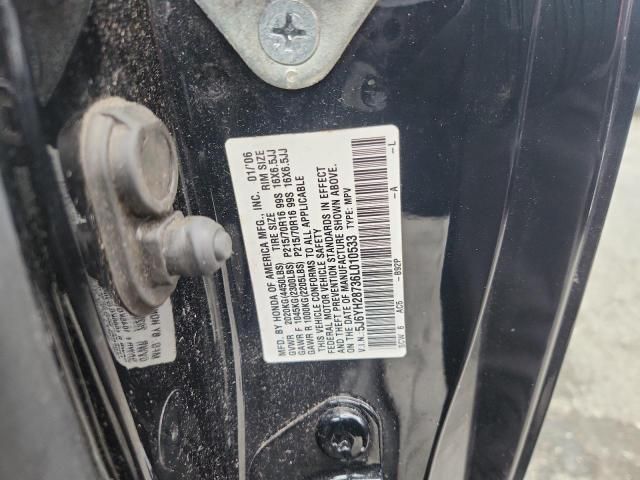 MFD. BY HONDA OF AMERICA MFG., INC. 01/'06
TIRE SIZE RIM SIZE
GVWR 2020KG(4450LBS)
GAWR F 1045KG(2300LBS) P215/70R16 99S 16X6.5JJ
GAWR R 1000KG(2205LBS) P215/70R16 99S 16X6.5JJ
THIS VEHICLE CONFORMS TO ALL APPLICABLE
FEDERAL MOTOR VEHICLE SAFETY
AND THEFT PREVENTION STANDARDS IN EFFECT
ON THE DATE OF MANUFACTURE SHOWN ABOVE.
V.I.N.: 5J6YH28736L010533 TYPE: MPV
SCW 6 AC5 -B92P -A -L